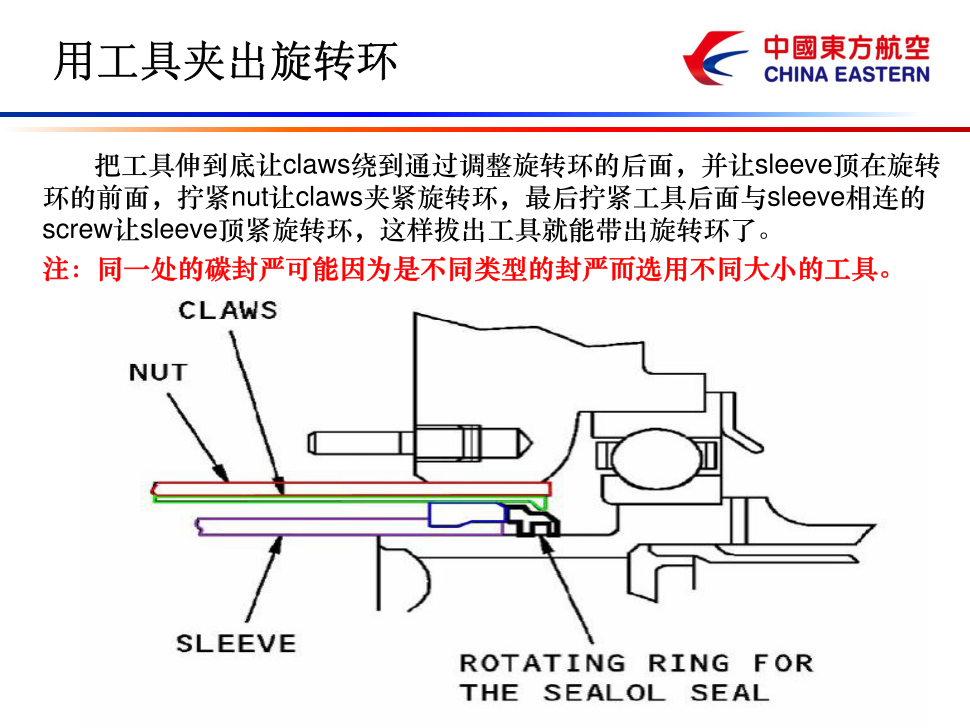 用工具夹出旋转环
中國東方航空
CHINA EASTERN
把工具伸到底让claws绕到通过调整旋转环的后面，并让sleeve顶在旋转
环的前面，拧紧nut让claws夹紧旋转环，最后拧紧工具后面与sleeve相连的
screw让sleeve顶紧旋转环，这样拔出工具就能带出旋转环了。
注：同一处的碳封严可能因为是不同类型的封严而选用不同大小的工具。
CLAWS
NUT
SLEEVE
ROTATING RING FOR
THE SEALOL SEAL